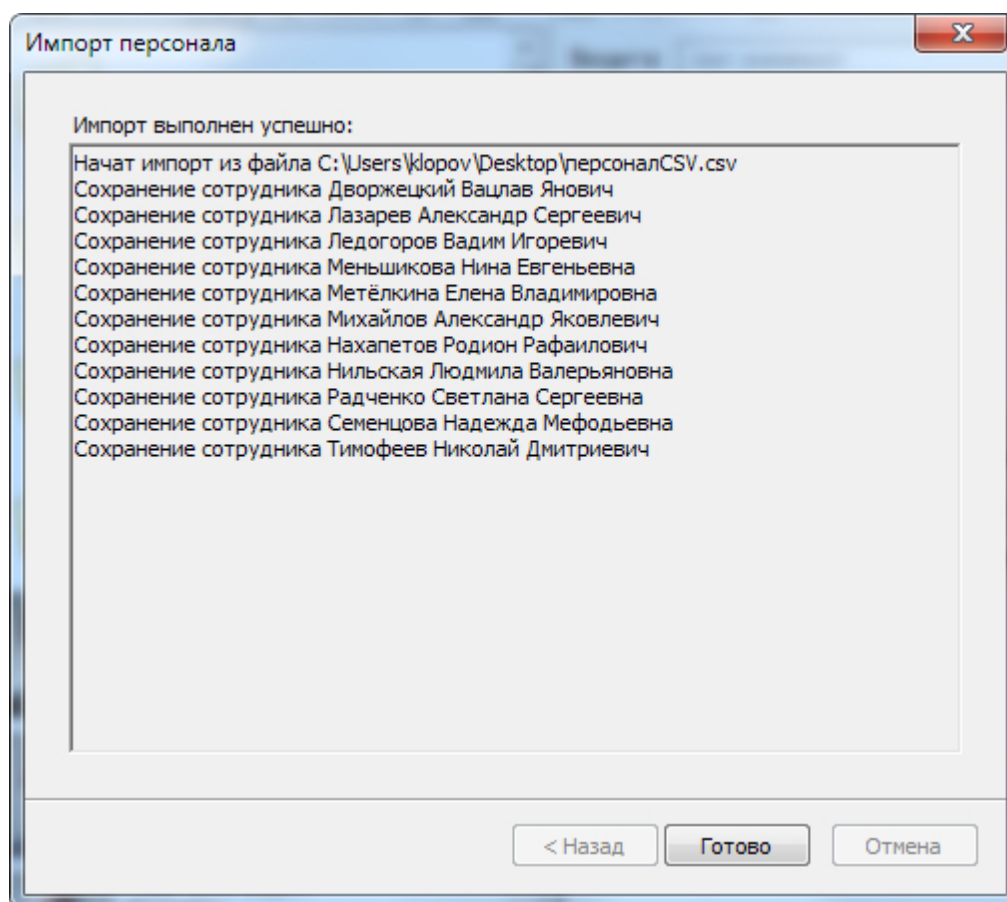 Импорт персонала
Импорт выполнен успешно:
Начат импорт из файла C:\Users\klopov\Desktop\персоналCSV.csv
Сохранение сотрудника Дворжецкий Вацлав Янович
Сохранение сотрудника Лазарев Александр Сергеевич
Сохранение сотрудника Ледогоров Вадим Игоревич
Сохранение сотрудника Меньшикова Нина Евгеньевна
Сохранение сотрудника Метёлкина Елена Владимировна
Сохранение сотрудника Михайлов Александр Яковлевич
Сохранение сотрудника Нахапетов Родион Рафаилович
Сохранение сотрудника Нильская Людмила Валерьяновна
Сохранение сотрудника Радченко Светлана Сергеевна
Сохранение сотрудника Семенцова Надежда Мефодьевна
Сохранение сотрудника Тимофеев Николай Дмитриевич
< Назад Готово Отмена